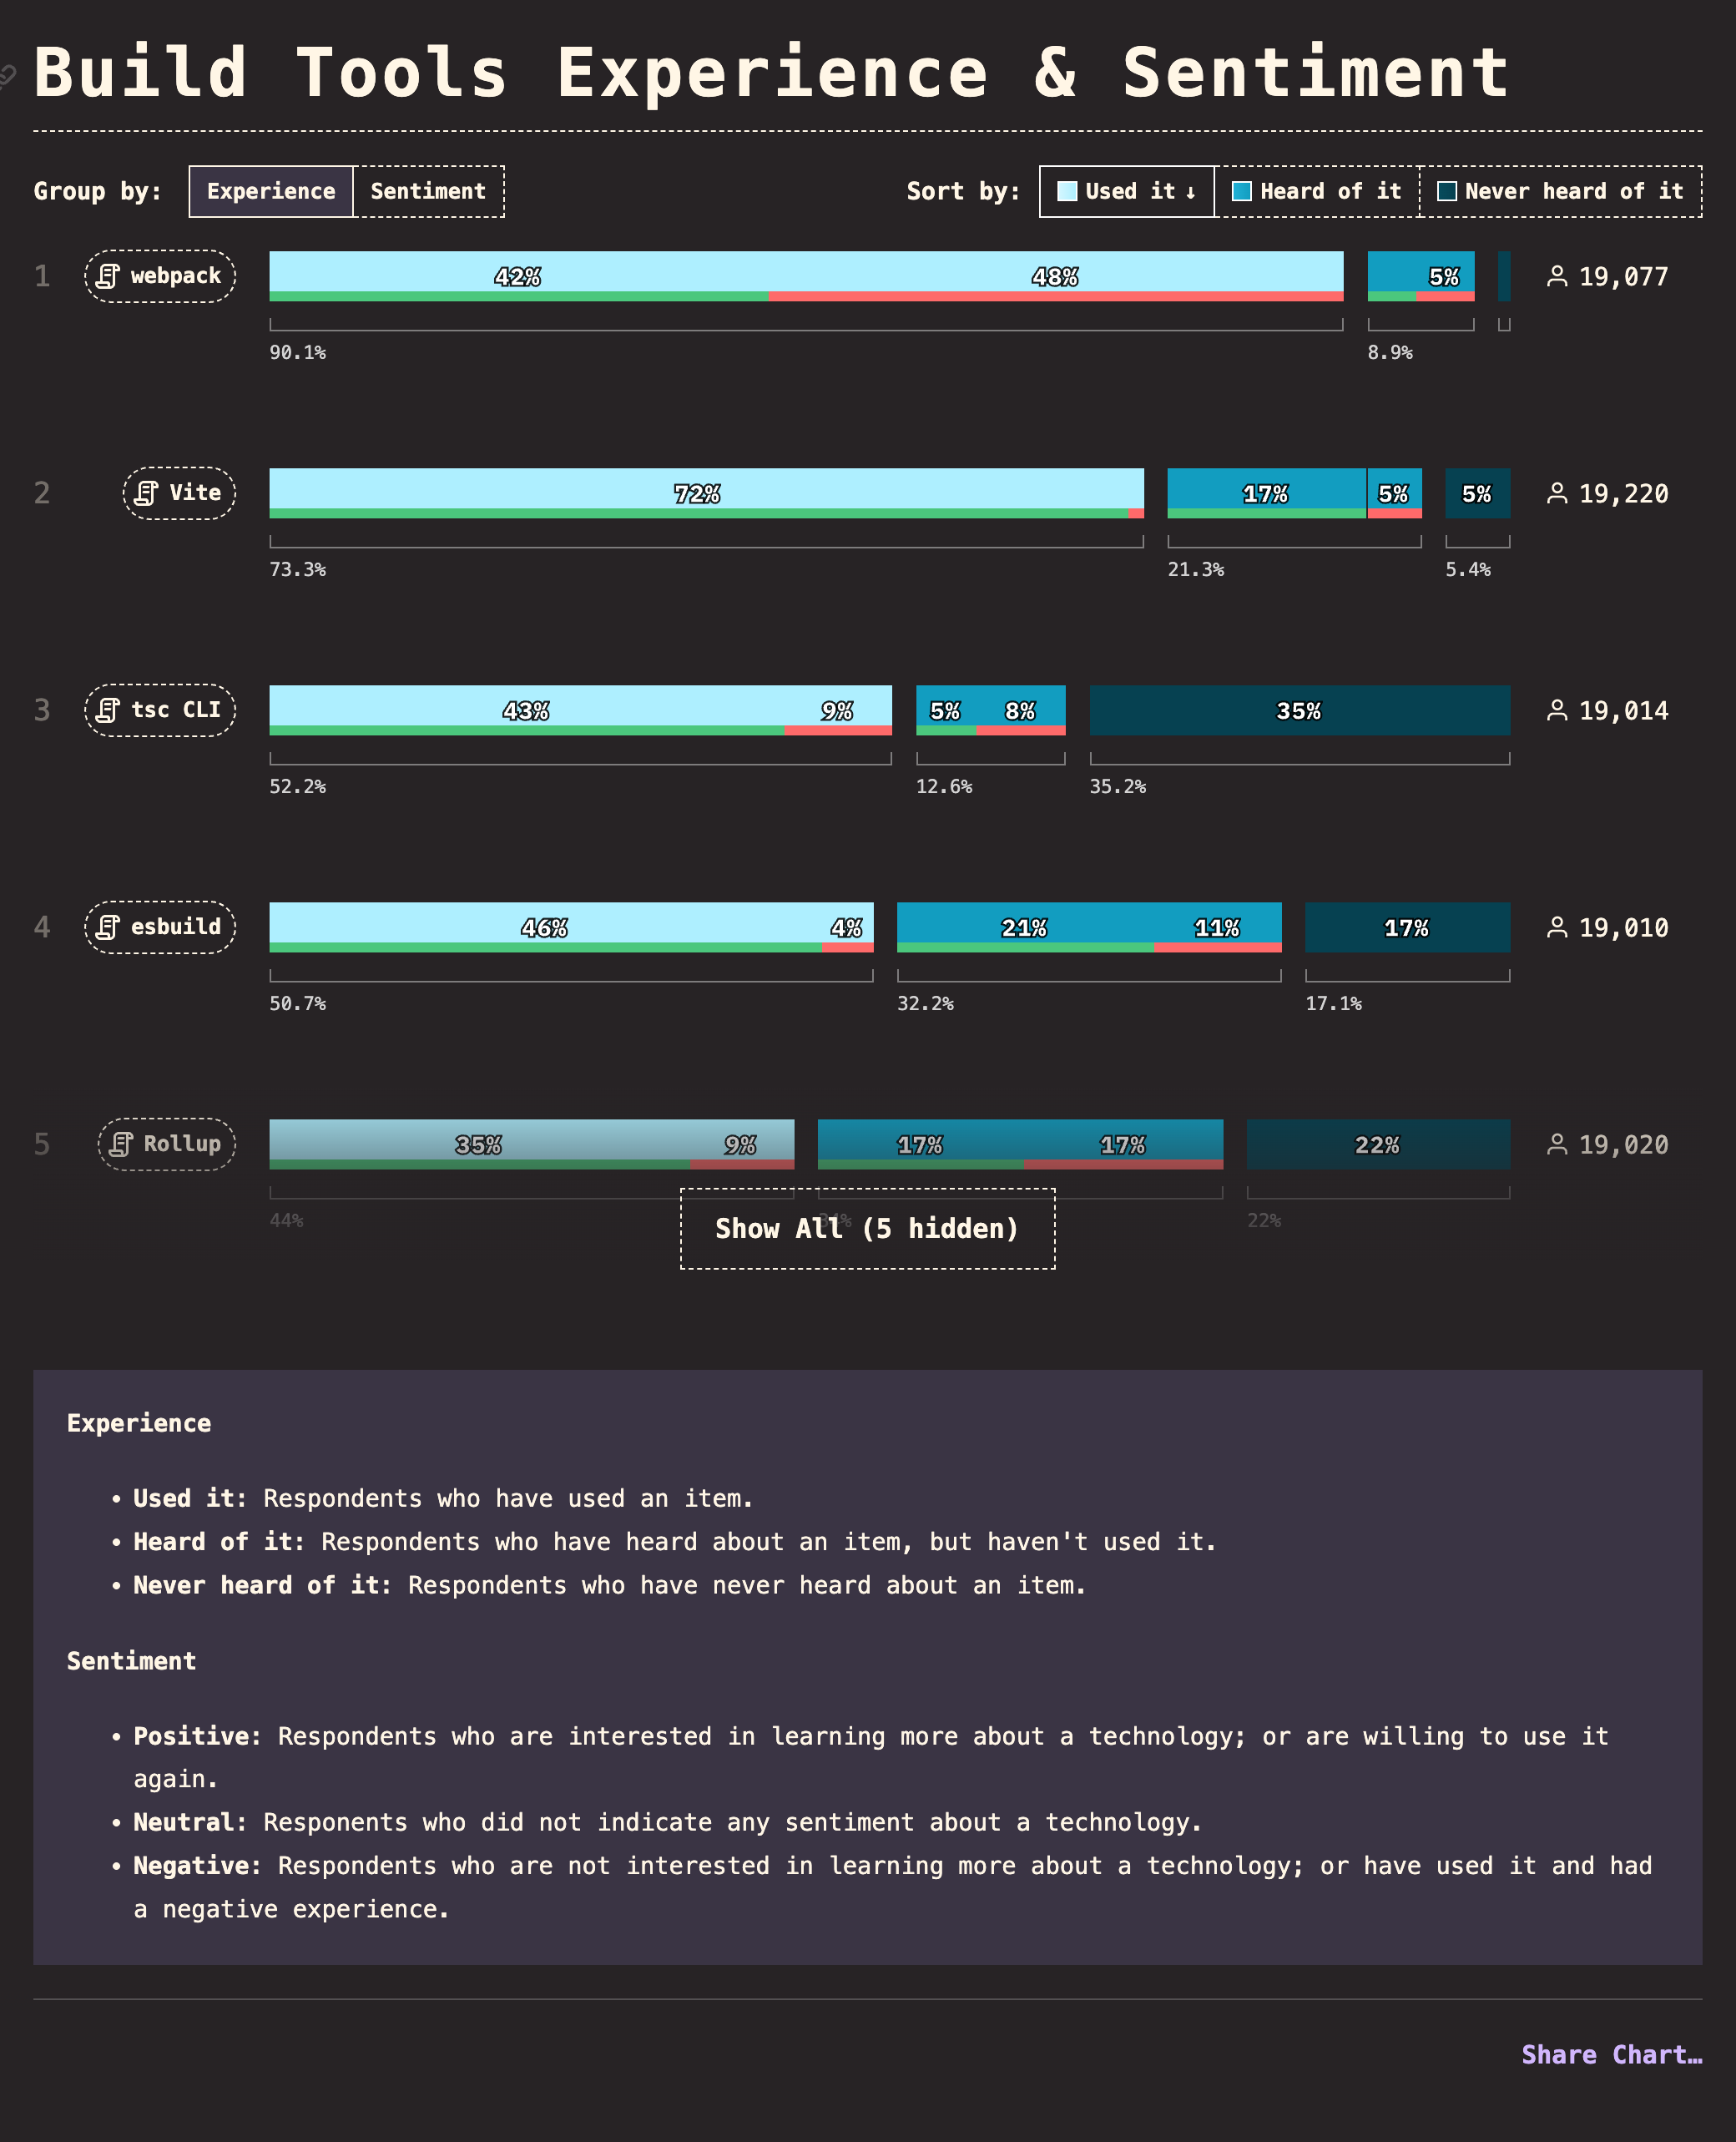 Build Tools Experience & Sentiment
Group by: Experience Sentiment Sort by: Used it ↓ Heard of it Never heard of it
1 webpack 42% 48% 5% 19,077
90.1% 8.9%
2 Vite 72% 17% 5% 5% 19,220
73.3% 21.3% 5.4%
3 tsc CLI 43% 9% 5% 8% 35% 19,014
52.2% 12.6% 35.2%
4 esbuild 46% 4% 21% 11% 17% 19,010
50.7% 32.2% 17.1%
5 Rollup 35% 9% 17% 17% 22% 19,020
44% 34% 22%
Show All (5 hidden)
Experience
• Used it: Respondents who have used an item.
• Heard of it: Respondents who have heard about an item, but haven't used it.
• Never heard of it: Respondents who have never heard about an item.
Sentiment
• Positive: Respondents who are interested in learning more about a technology; or are willing to use it
again.
• Neutral: Responents who did not indicate any sentiment about a technology.
• Negative: Respondents who are not interested in learning more about a technology; or have used it and had
a negative experience.
Share Chart…